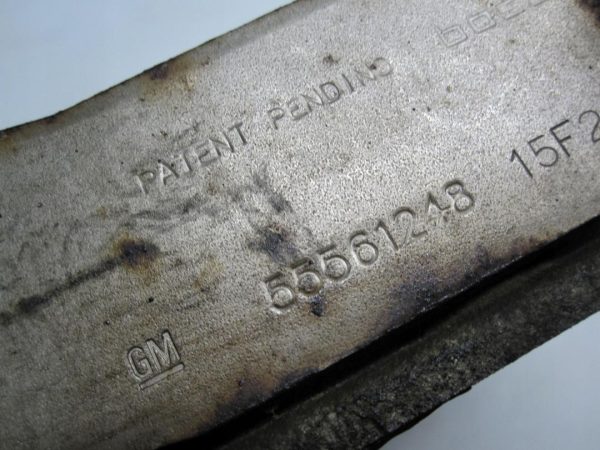 PATENT PENDING
55561248 15F2
GM